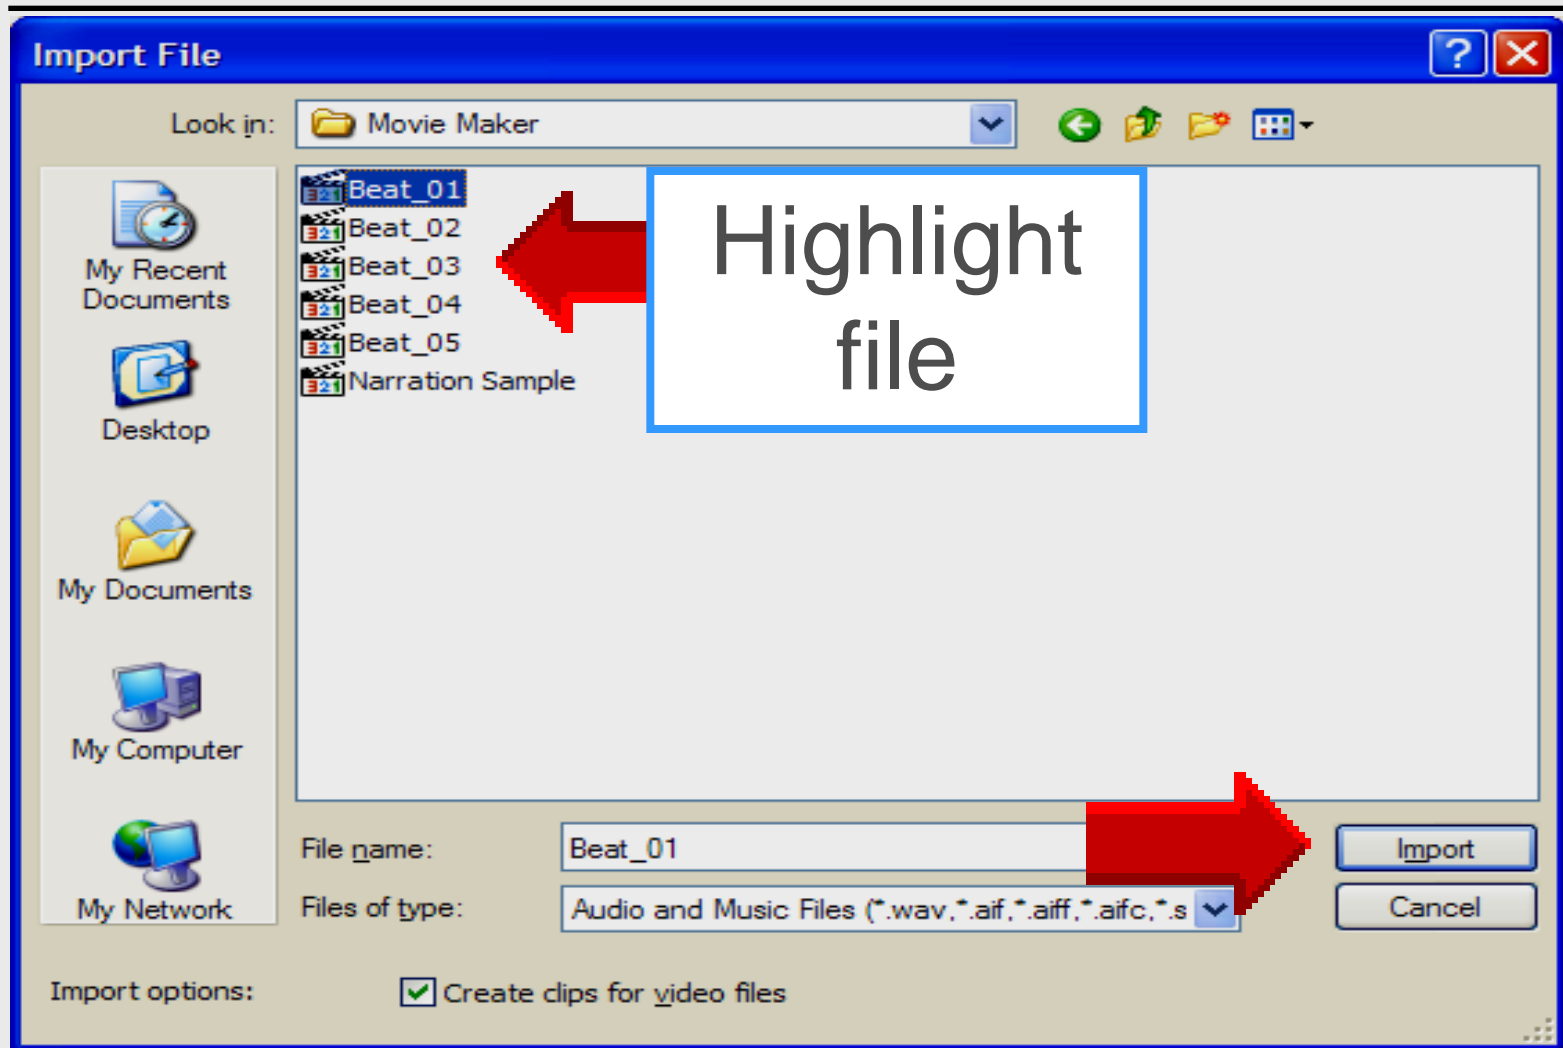 Import File
Look in: Movie Maker
My Recent
Documents
Desktop
My Documents
My Computer
My Network
Beat_01
Beat_02
Beat_03
Beat_04
Beat_05
Narration Sample
Highlight
file
File name: Beat_01
Import
Files of type: Audio and Music Files (*.wav,*.aif,*.aiff,*.aifc,*.s
Cancel
Import options: Create clips for video files